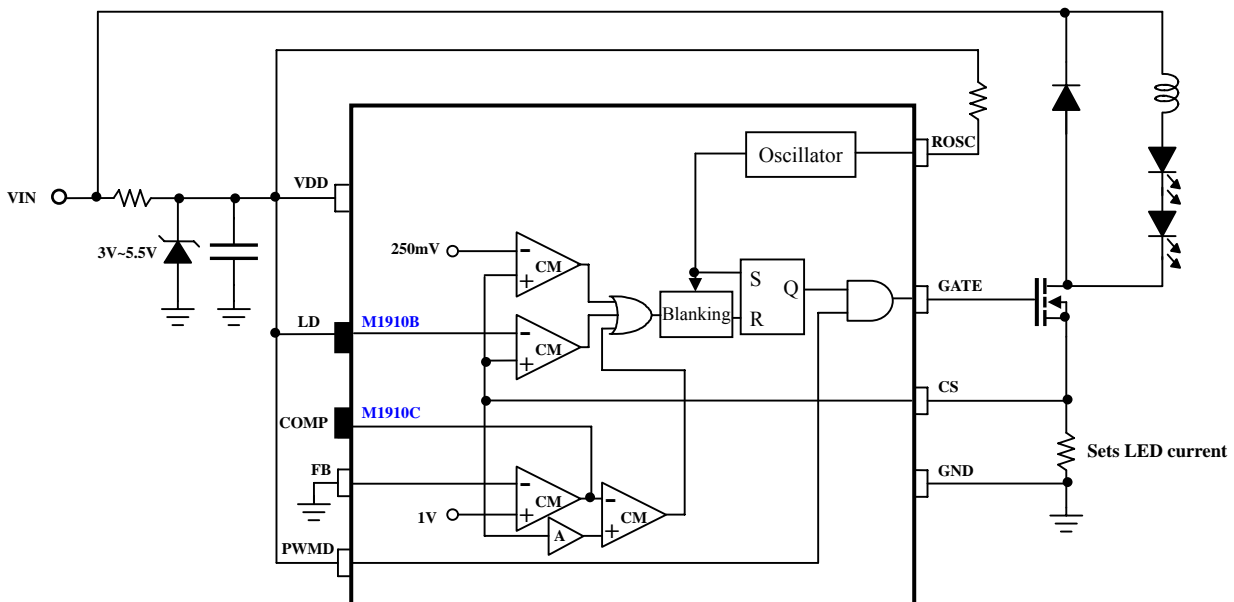 ROSC
Oscillator
VDD
VIN
3V~5.5V
250mV
CM
S
Q
R
Blanking
GATE
LD
M1910B
CM
CS
COMP
M1910C
Sets LED current
FB
GND
CM
1V
CM
A
PWMD